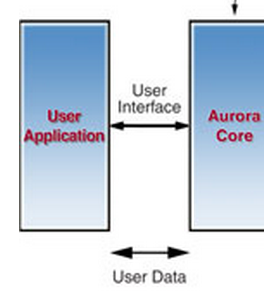 User
Interface
User
Application
Aurora
Core
User Data